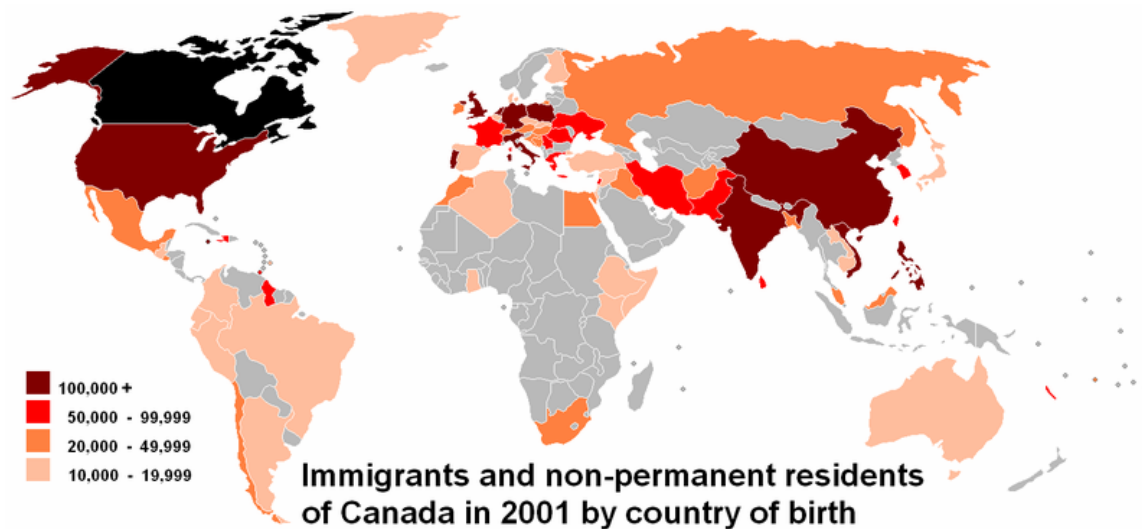 100,000 +
50,000 - 99,999
20,000 - 49,999
10,000 - 19,999
Immigrants and non-permanent residents
of Canada in 2001 by country of birth